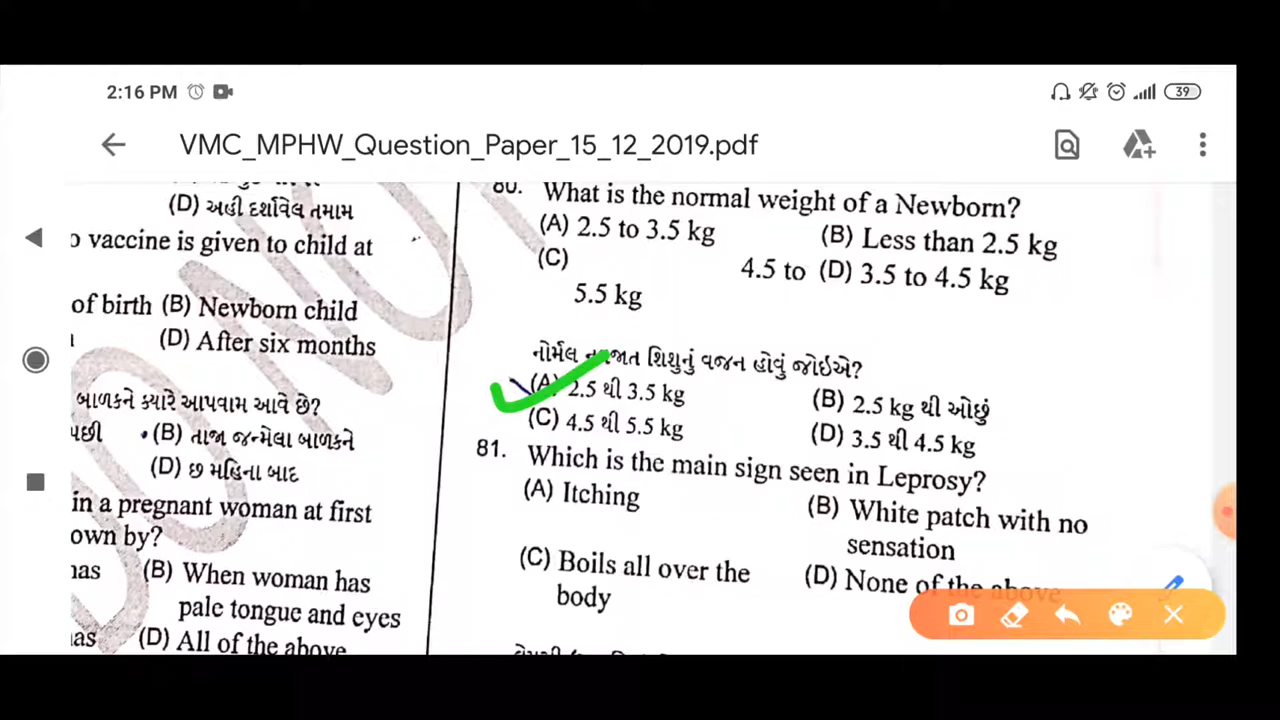 2:16 PM
39
VMC_MPHW_Question_Paper_15_12_2019.pdf
(D) અહી દર્શાવેલ તમામ
vaccine is given to child at
of birth (B) Newborn child
(D) After six months
બાળકને ક્યારે આપવામ આવે છે?
પછી (B) તાજા જન્મેલા બાળકને
(D) છ મહિના બાદ
in a pregnant woman at first
own by?
has (B) When woman has
pale tongue and eyes
has (D) All of the above
80. What is the normal weight of a Newborn?
(A) 2.5 to 3.5 kg (B) Less than 2.5 kg
(C) 4.5 to (D) 3.5 to 4.5 kg
5.5 kg
નોર્મલ નવજાત શિશુનું વજન હોવું જોઇએ?
(A) 2.5 થી 3.5 kg (B) 2.5 kg થી ઓછું
(C) 4.5 થી 5.5 kg (D) 3.5 થી 4.5 kg
81. Which is the main sign seen in Leprosy?
(A) Itching (B) White patch with no
sensation
(C) Boils all over the (D) None of the above
body